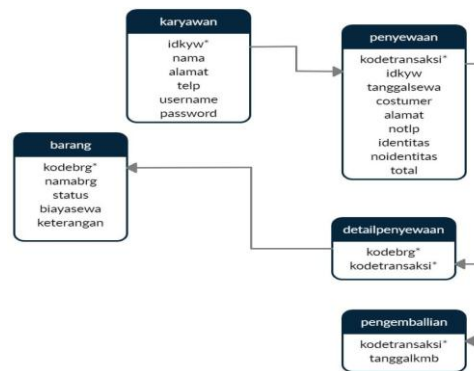 karyawan
idkyw*
nama
alamat
telp
username
password
penyewaan
kodetransaksi*
idkyw
tanggalsewa
costumer
alamat
notlp
identitas
noidentitas
total
barang
kodebrg*
namabrg
status
biayasewa
keterangan
detailpenyewaan
kodebrg*
kodetransaksi*
pengemballian
kodetransaksi*
tanggalkmb